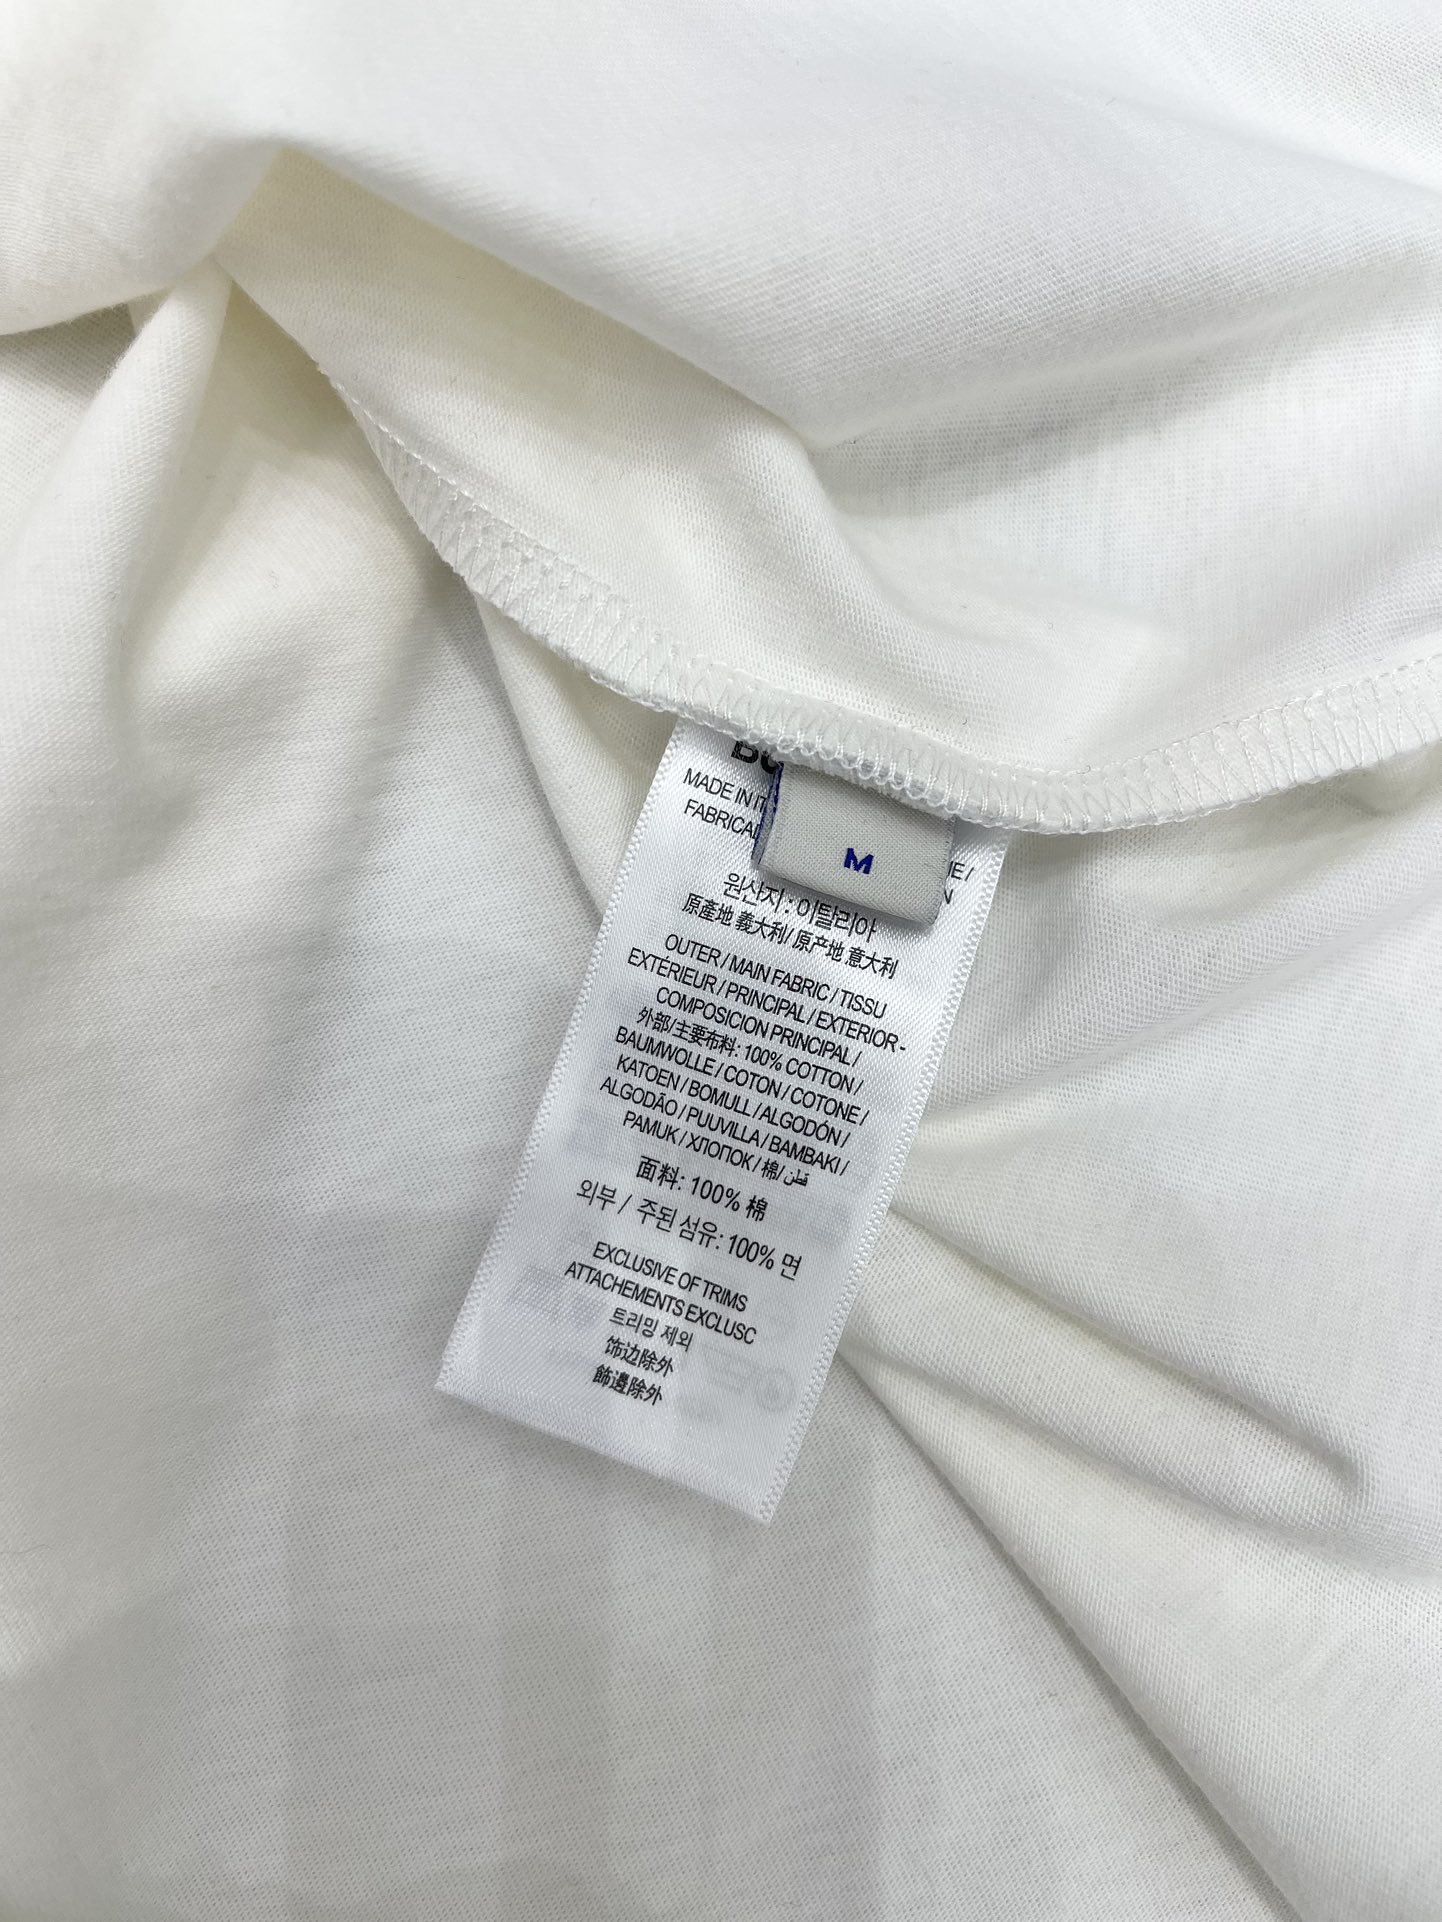 MADE IN
M
원산지 : 이탈리아
原產地 義大利/ 原产地 意大利
OUTER / MAIN FABRIC / TISSU
EXTÉRIEUR / PRINCIPAL / EXTERIOR -
COMPOSICION PRINCIPAL /
外部/主要布料: 100% COTTON /
BAUMWOLLE / COTON / COTONE /
KATOEN / BOMULL / ALGODÓN /
ALGODÃO / PUUVILLA / BAMBAKI /
PAMUK / ХЛОПОК / 棉/ قطن
面料: 100% 棉
외부 / 주된 섬유: 100% 면
EXCLUSIVE OF TRIMS
ATTACHEMENTS EXCLUSC
트리밍 제외
饰边除外
飾邊除外